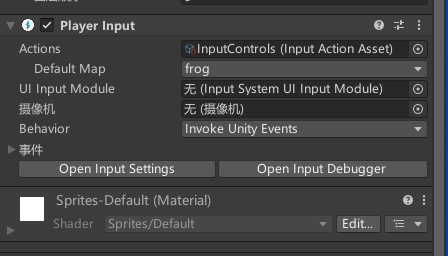 Player Input
Actions InputControls (Input Action Asset)
Default Map frog
UI Input Module 无 (Input System UI Input Module)
摄像机 无 (摄像机)
Behavior Invoke Unity Events
事件
Open Input Settings Open Input Debugger
Sprites-Default (Material)
Shader Sprites/Default Edit...